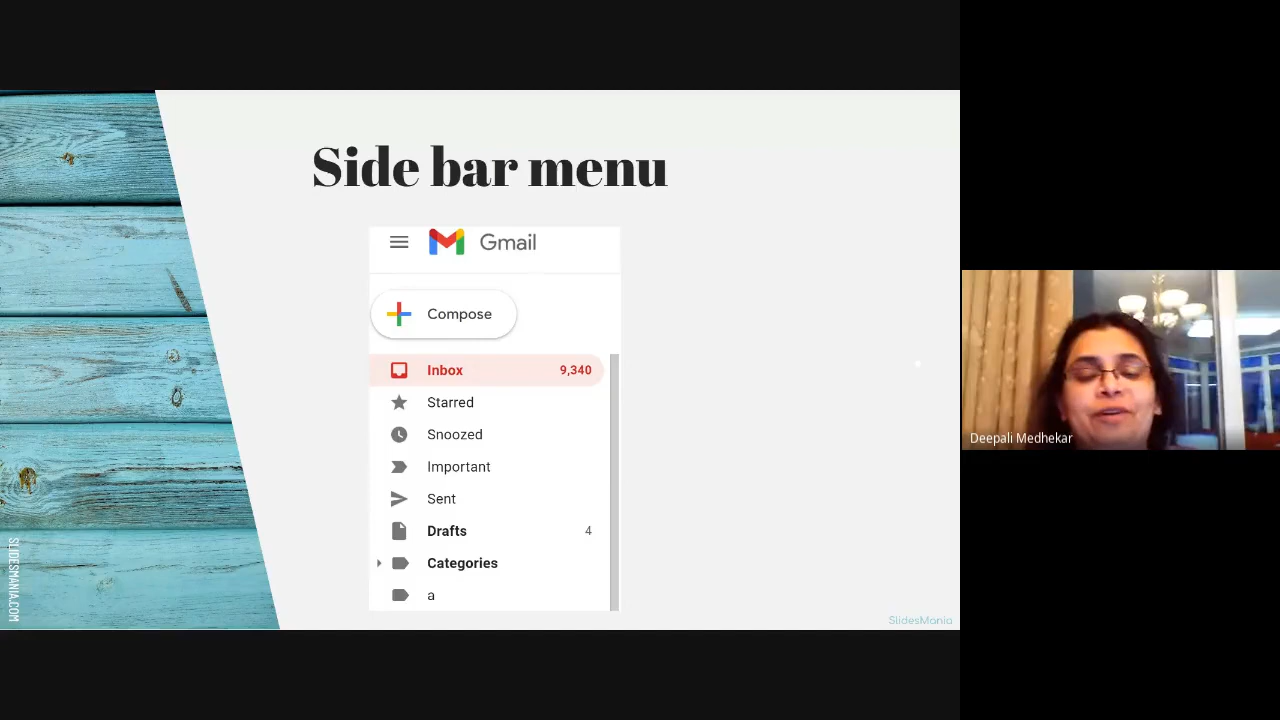 Side bar menu
Gmail
Compose
Inbox 9,340
Starred
Snoozed
Important
Sent
Drafts 4
Categories
a
SLIDESMANIA.COM
SlidesMania
Deepali Medhekar